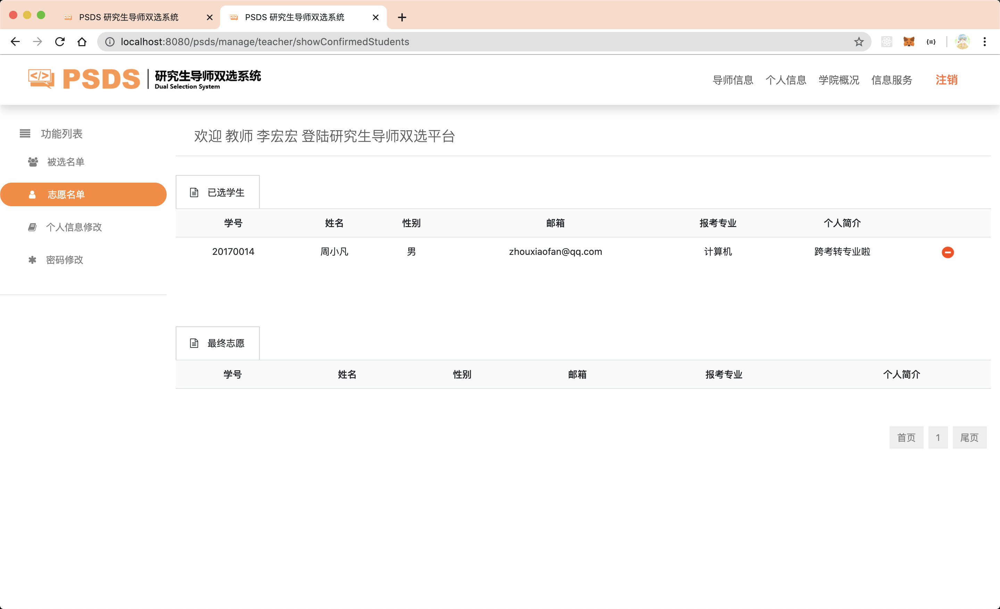 PSDS 研究生导师双选系统
PSDS 研究生导师双选系统
localhost:8080/psds/manage/teacher/showConfirmedStudents
</> PSDS 研究生导师双选系统
Dual Selection System
导师信息 个人信息 学院概况 信息服务 注销
功能列表
被选名单
志愿名单
个人信息修改
密码修改
欢迎 教师 李宏宏 登陆研究生导师双选平台
已选学生
学号 姓名 性别 邮箱 报考专业 个人简介
20170014 周小凡 男 zhouxiaofan@qq.com 计算机 跨考转专业啦
最终志愿
学号 姓名 性别 邮箱 报考专业 个人简介
首页 1 尾页